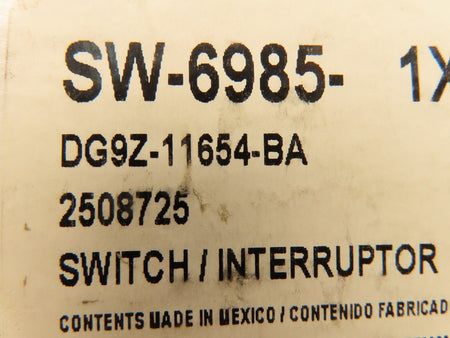 SW-6985- 1X
DG9Z-11654-BA
2508725
SWITCH / INTERRUPTOR
CONTENTS MADE IN MEXICO / CONTENIDO FABRICAD